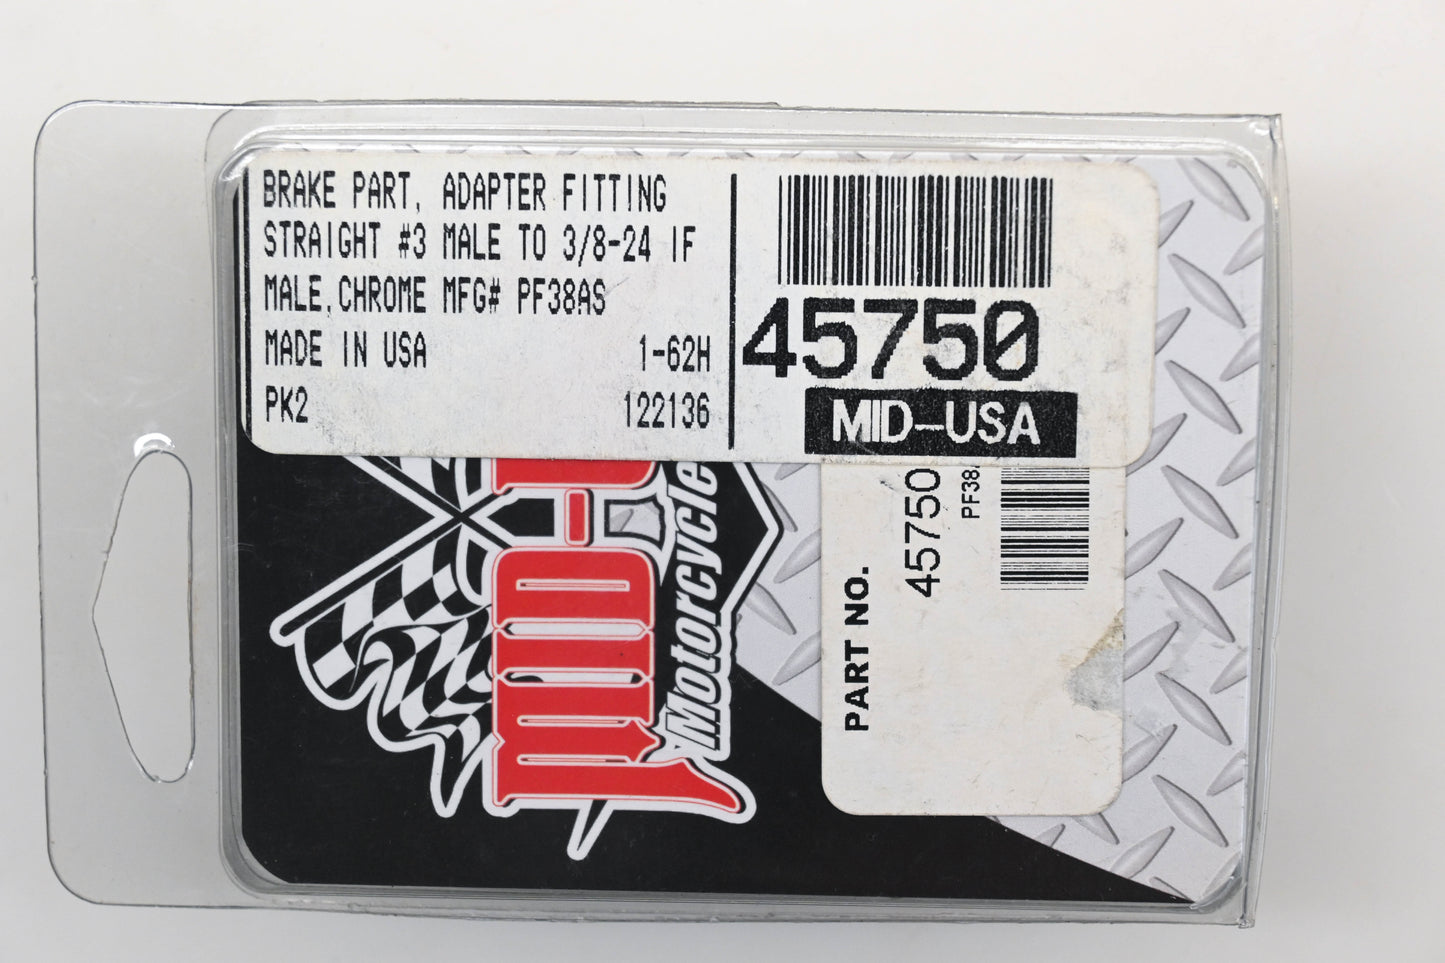 BRAKE PART, ADAPTER FITTING
STRAIGHT #3 MALE TO 3/8-24 IF
MALE,CHROME MFG# PF38AS
MADE IN USA 1-62H
PK2 122136
45750
MID-USA
PART NO.
45750
PF38
MID-
Motorcycle